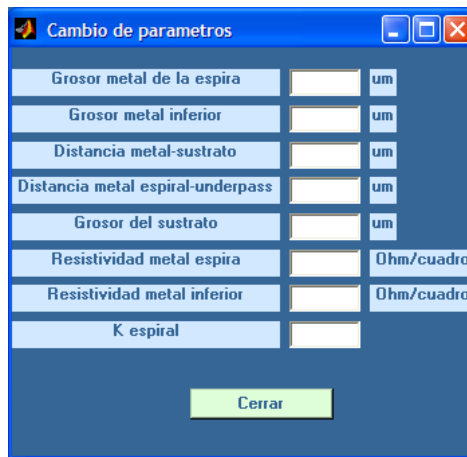 Cambio de parametros
Grosor metal de la espira um
Grosor metal inferior um
Distancia metal-sustrato um
Distancia metal espiral-underpass um
Grosor del sustrato um
Resistividad metal espira Ohm/cuadro
Resistividad metal inferior Ohm/cuadro
K espiral
Cerrar